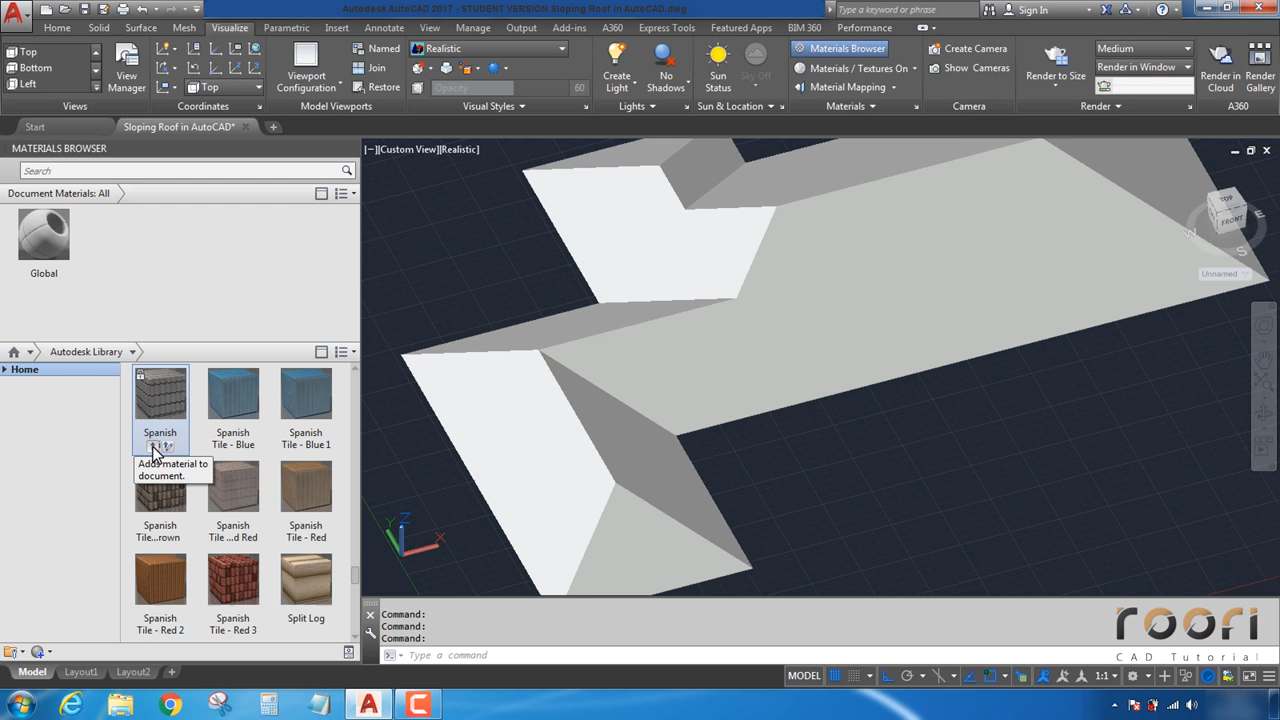 Autodesk AutoCAD 2017 - STUDENT VERSION Sloping Roof in AutoCAD.dwg
Type a keyword or phrase
Sign In
Home Solid Surface Mesh Visualize Parametric Insert Annotate View Manage Output Add-ins A360 Express Tools Featured Apps BIM 360 Performance
Top
Bottom
Left
View
Manager
Views
Top
Coordinates
Viewport
Configuration
Named
Join
Restore
Model Viewports
Realistic
Opacity 60
Visual Styles
Create
Light
No
Shadows
Lights
Sun
Status
Sky Off
Sun & Location
Materials Browser
Materials / Textures On
Material Mapping
Materials
Create Camera
Show Cameras
Camera
Render to Size
Medium
Render in Window
Render
Render in
Cloud
Render
Gallery
A360
Start
Sloping Roof in AutoCAD*
MATERIALS BROWSER
Search
Document Materials: All
Global
Autodesk Library
Home
Spanish
Spanish
Tile - Blue
Spanish
Tile - Blue 1
Adds material to
document.
Spanish
Tile...rown
Spanish
Tile ...d Red
Spanish
Tile - Red
Spanish
Tile - Red 2
Spanish
Tile - Red 3
Split Log
[−][Custom View][Realistic]
TOP
FRONT
W
S
E
Unnamed
Y
Z
X
Command:
Command:
Command:
Type a command
roofi
CAD Tutorial
Model Layout1 Layout2
MODEL
1:1
A
C